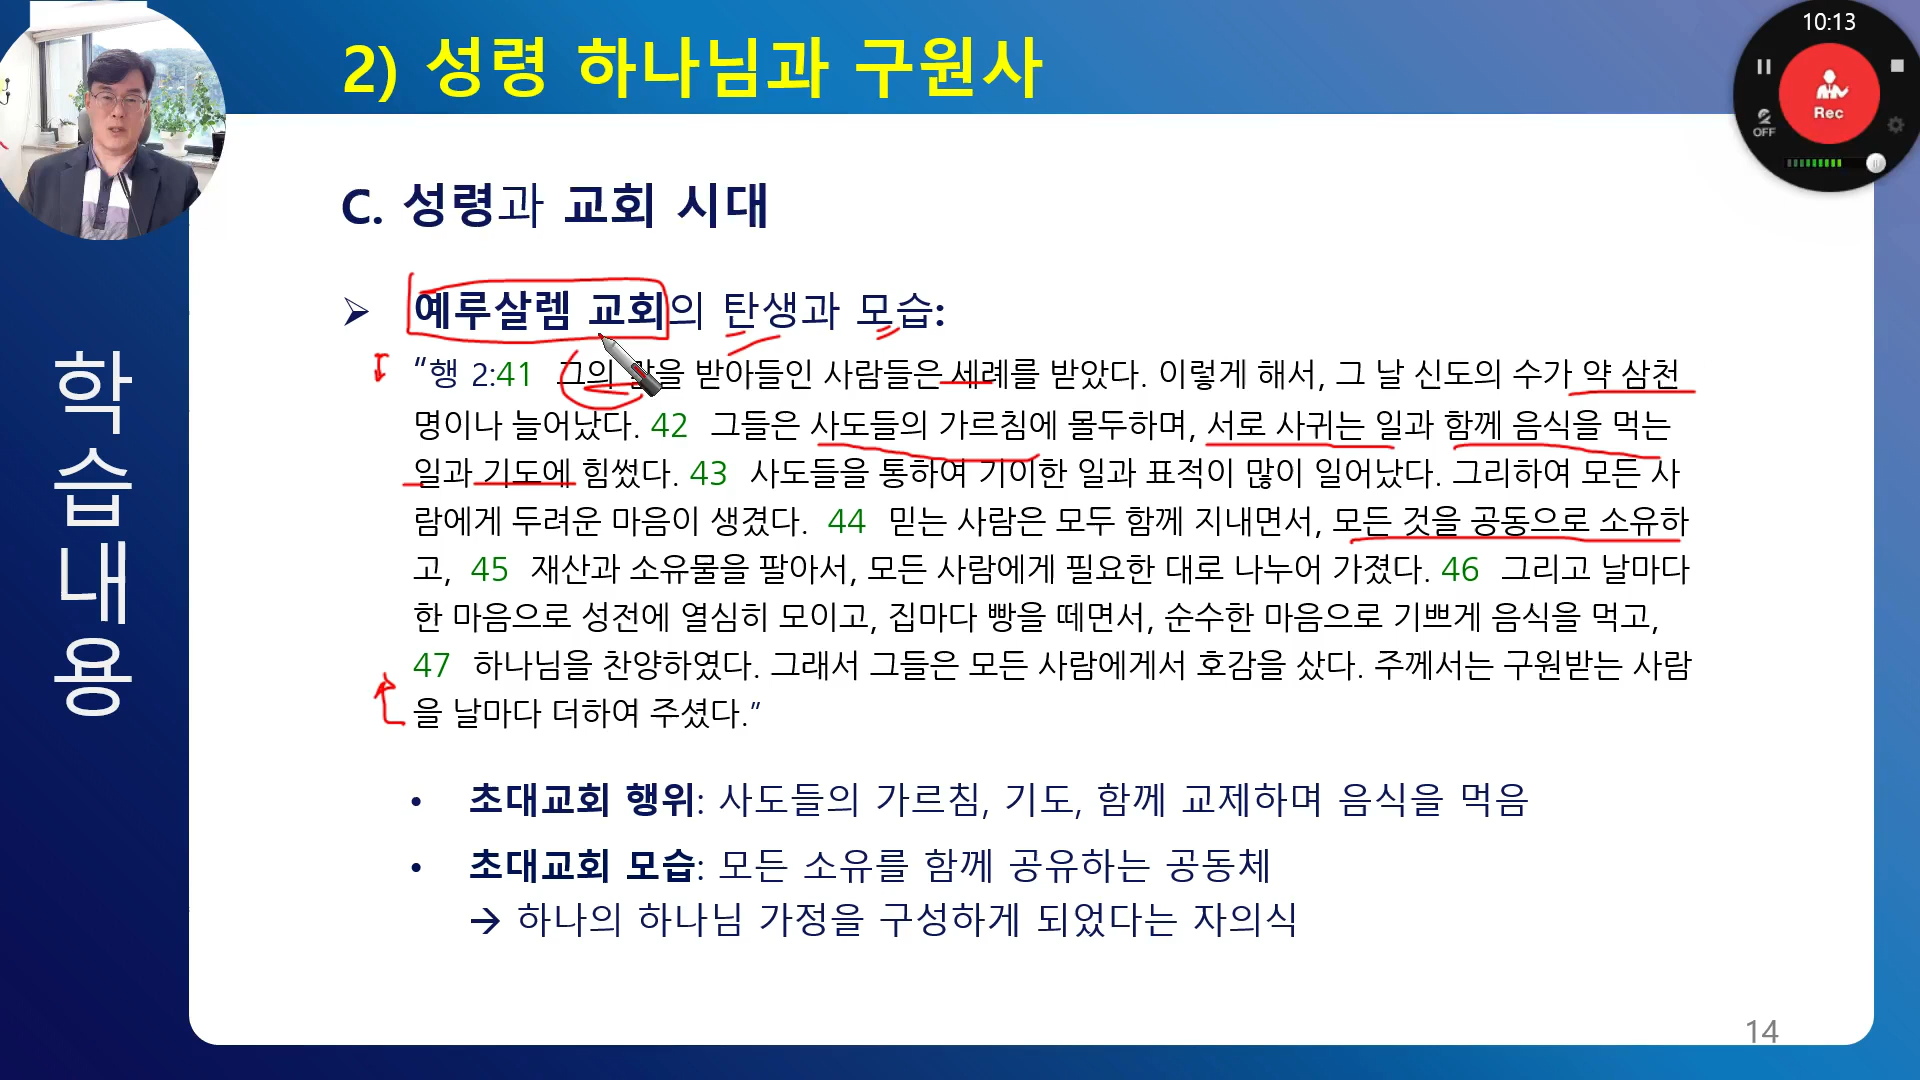 10:13
Rec
OFF
2) 성령 하나님과 구원사
학습내용
C. 성령과 교회 시대
➢ 예루살렘 교회의 탄생과 모습:
“행 2:41 그의 말을 받아들인 사람들은 세례를 받았다. 이렇게 해서, 그 날 신도의 수가 약 삼천
명이나 늘어났다. 42 그들은 사도들의 가르침에 몰두하며, 서로 사귀는 일과 함께 음식을 먹는
일과 기도에 힘썼다. 43 사도들을 통하여 기이한 일과 표적이 많이 일어났다. 그리하여 모든 사
람에게 두려운 마음이 생겼다. 44 믿는 사람은 모두 함께 지내면서, 모든 것을 공동으로 소유하
고, 45 재산과 소유물을 팔아서, 모든 사람에게 필요한 대로 나누어 가졌다. 46 그리고 날마다
한 마음으로 성전에 열심히 모이고, 집마다 빵을 떼면서, 순수한 마음으로 기쁘게 음식을 먹고,
47 하나님을 찬양하였다. 그래서 그들은 모든 사람에게서 호감을 샀다. 주께서는 구원받는 사람
을 날마다 더하여 주셨다.”
• 초대교회 행위: 사도들의 가르침, 기도, 함께 교제하며 음식을 먹음
• 초대교회 모습: 모든 소유를 함께 공유하는 공동체
→ 하나의 하나님 가정을 구성하게 되었다는 자의식
14